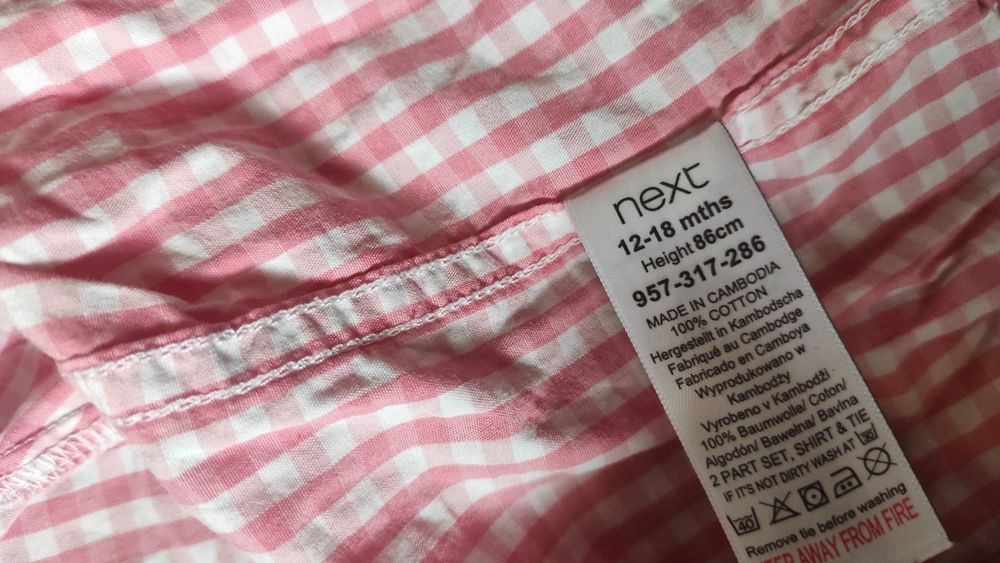 next
12-18 mths
Height 86cm
957-317-286
MADE IN CAMBODIA
100% COTTON
Hergestellt in Kambodscha
Fabriqué au Cambodge
Fabricado en Camboya
Wyprodukowano w
Kambodży
Vyrobeno v Kambodži
100% Baumwolle/ Coton/
Algodón/ Bawełna/ Bavlna
2 PART SET, SHIRT & TIE
IF IT'S NOT DIRTY WASH AT 30
40
Remove tie before washing
AWAY FROM FIRE